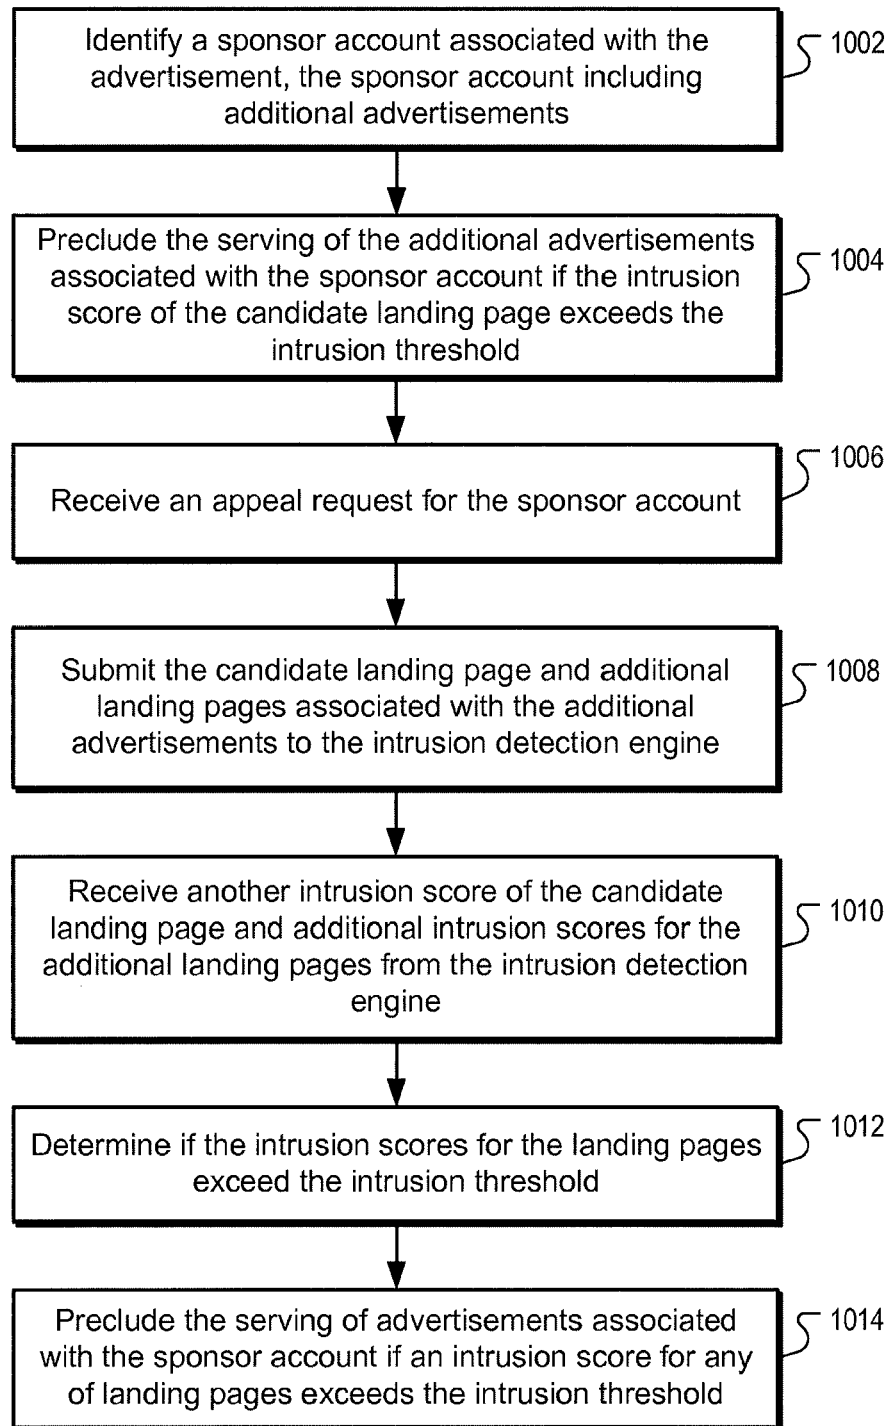 Identify a sponsor account associated with the
advertisement, the sponsor account including
additional advertisements
1002
Preclude the serving of the additional advertisements
associated with the sponsor account if the intrusion
score of the candidate landing page exceeds the
intrusion threshold
1004
Receive an appeal request for the sponsor account
1006
Submit the candidate landing page and additional
landing pages associated with the additional
advertisements to the intrusion detection engine
1008
Receive another intrusion score of the candidate
landing page and additional intrusion scores for the
additional landing pages from the intrusion detection
engine
1010
Determine if the intrusion scores for the landing pages
exceed the intrusion threshold
1012
Preclude the serving of advertisements associated
with the sponsor account if an intrusion score for any
of landing pages exceeds the intrusion threshold
1014